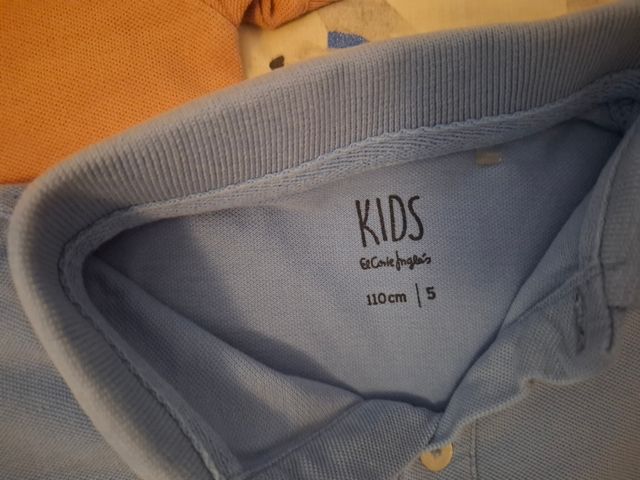 KIDS
El Corte Inglés
110cm | 5